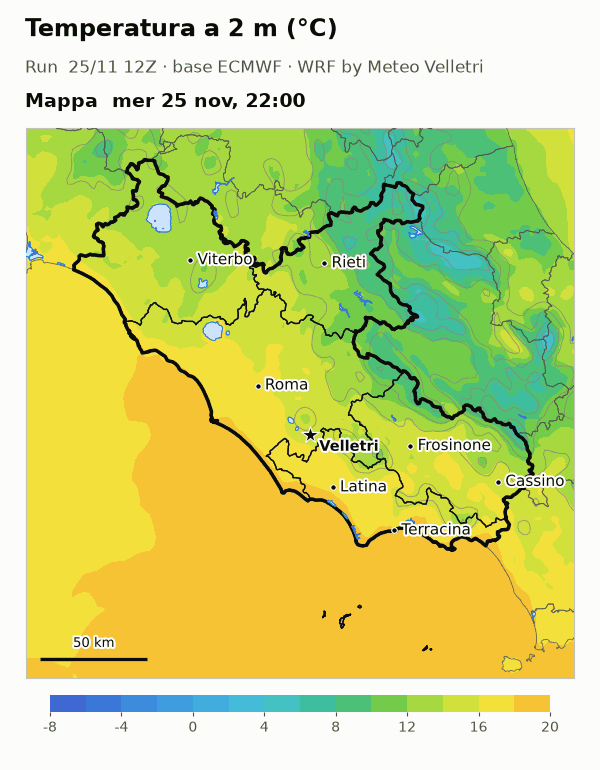 Temperatura a 2 m (°C)
Run  25/11 12Z · base ECMWF · WRF by Meteo Velletri
Mappa  mer 25 nov, 22:00
Viterbo
Rieti
Roma
Velletri
Frosinone
Cassino
Latina
Terracina
50 km
-8 -4 0 4 8 12 16 20